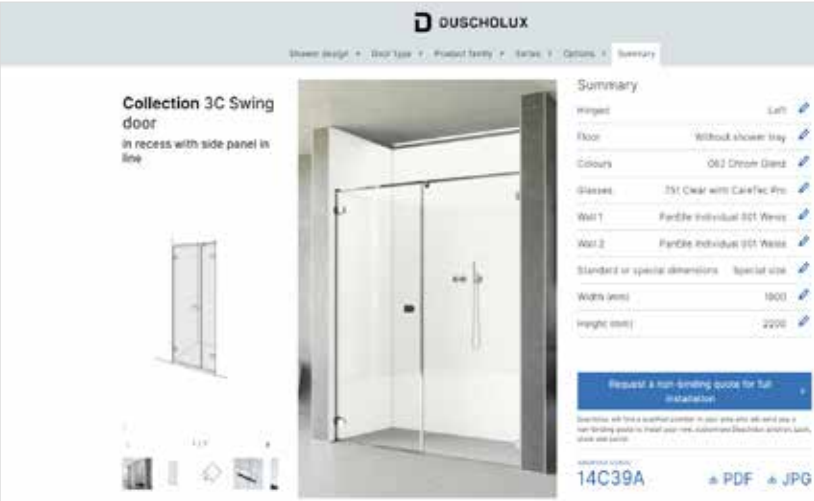 DUSCHOLUX
Shower design Door type Product family Series Options Summary
Collection 3C Swing
door
in recess with side panel in
line
Summary
Hinged Left
Floor Without shower tray
Colours 062 Chrom Glanz
Glasses 751 Clear with CareTec Pro
Wall 1 PanElle Individual 001 Weiss
Wall 2 PanElle Individual 001 Weiss
Standard or special dimensions Special size
Width (mm) 1800
Height (mm) 2200
Request a non-binding quote for full
installation
14C39A PDF JPG